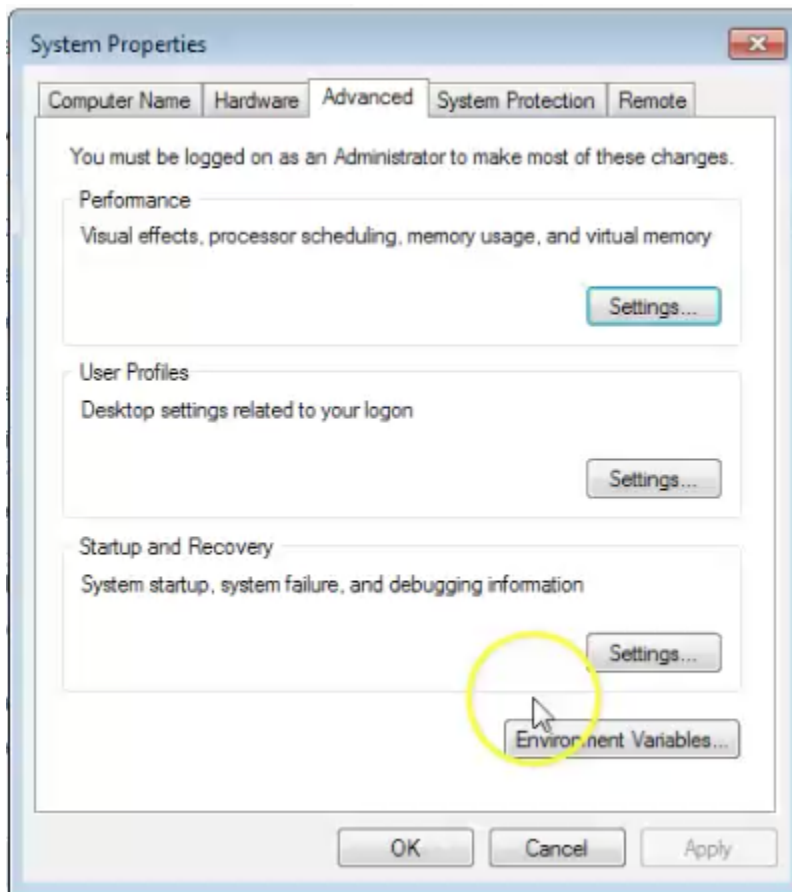 System Properties
Computer Name Hardware Advanced System Protection Remote
You must be logged on as an Administrator to make most of these changes.
Performance
Visual effects, processor scheduling, memory usage, and virtual memory
Settings...
User Profiles
Desktop settings related to your logon
Settings...
Startup and Recovery
System startup, system failure, and debugging information
Settings...
Environment Variables...
OK Cancel Apply